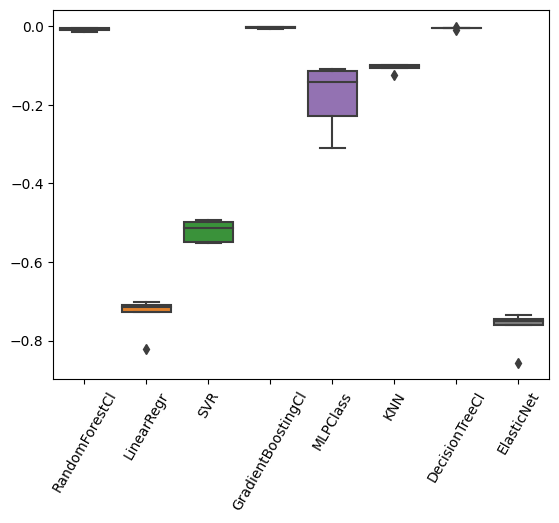 0.0
−0.2
−0.4
−0.6
−0.8
RandomForestCl
LinearRegr
SVR
GradientBoostingCl
MLPClass
KNN
DecisionTreeCl
ElasticNet